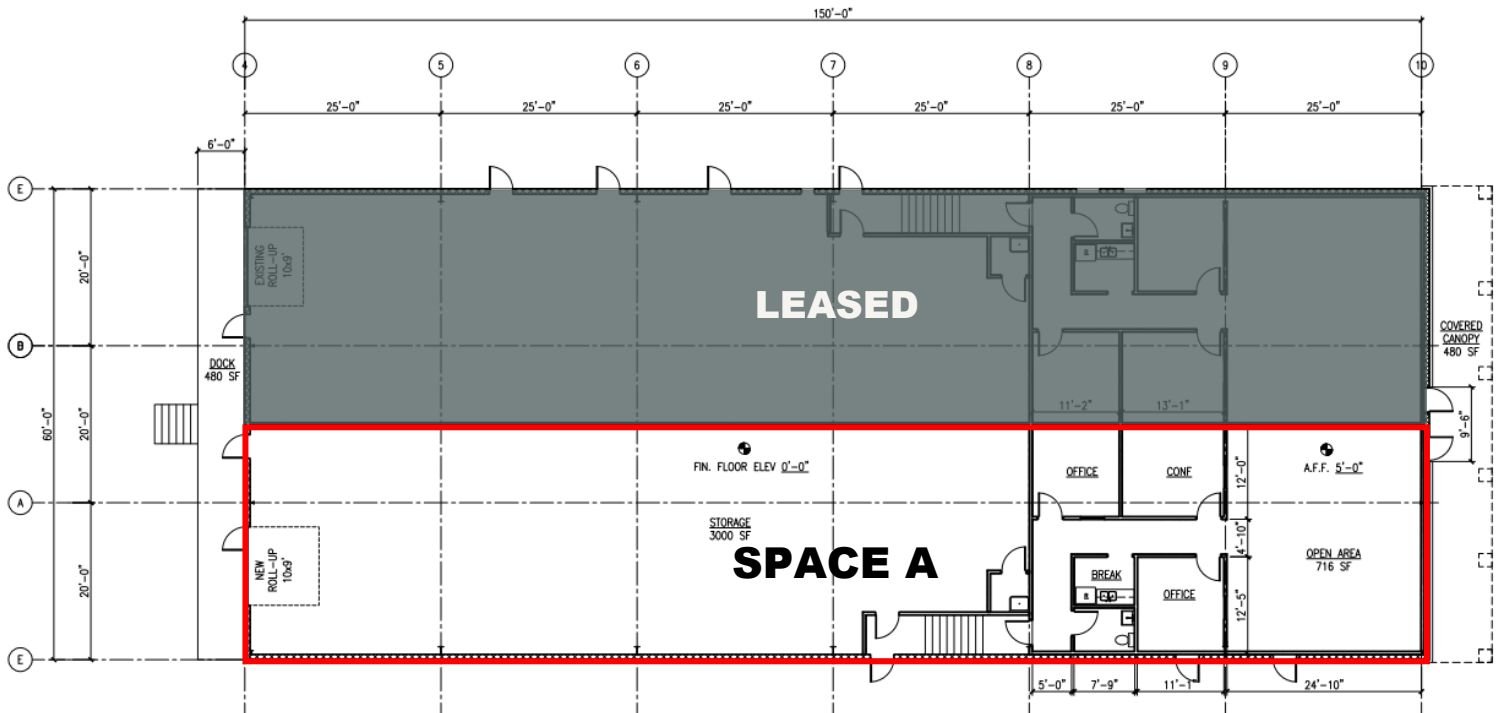 150'-0"
4
5
6
7
8
9
10
25'-0"
25'-0"
25'-0"
25'-0"
25'-0"
25'-0"
6'-0"
E
EXISTING
ROLL-UP
10x9'
20'-0"
LEASED
COVERED
CANOPY
480 SF
B
DOCK
480 SF
11'-2"
13'-1"
60'-0"
20'-0"
9'-6"
FIN. FLOOR ELEV 0'-0"
OFFICE
CONF
12'-0"
A.F.F. 5'-0"
A
STORAGE
3000 SF
4'-10"
NEW
ROLL-UP
10x9'
SPACE A
OPEN AREA
716 SF
20'-0"
BREAK
OFFICE
12'-5"
E
5'-0"
7'-9"
11'-1"
24'-10"